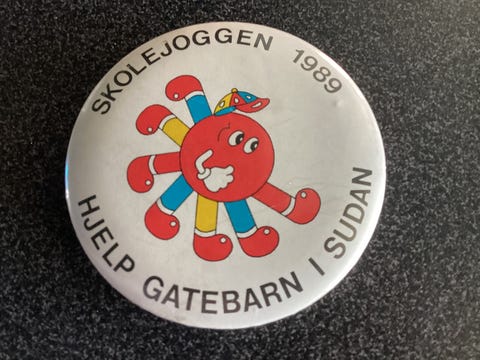 SKOLEJOGGEN 1989
HJELP GATEBARN I SUDAN